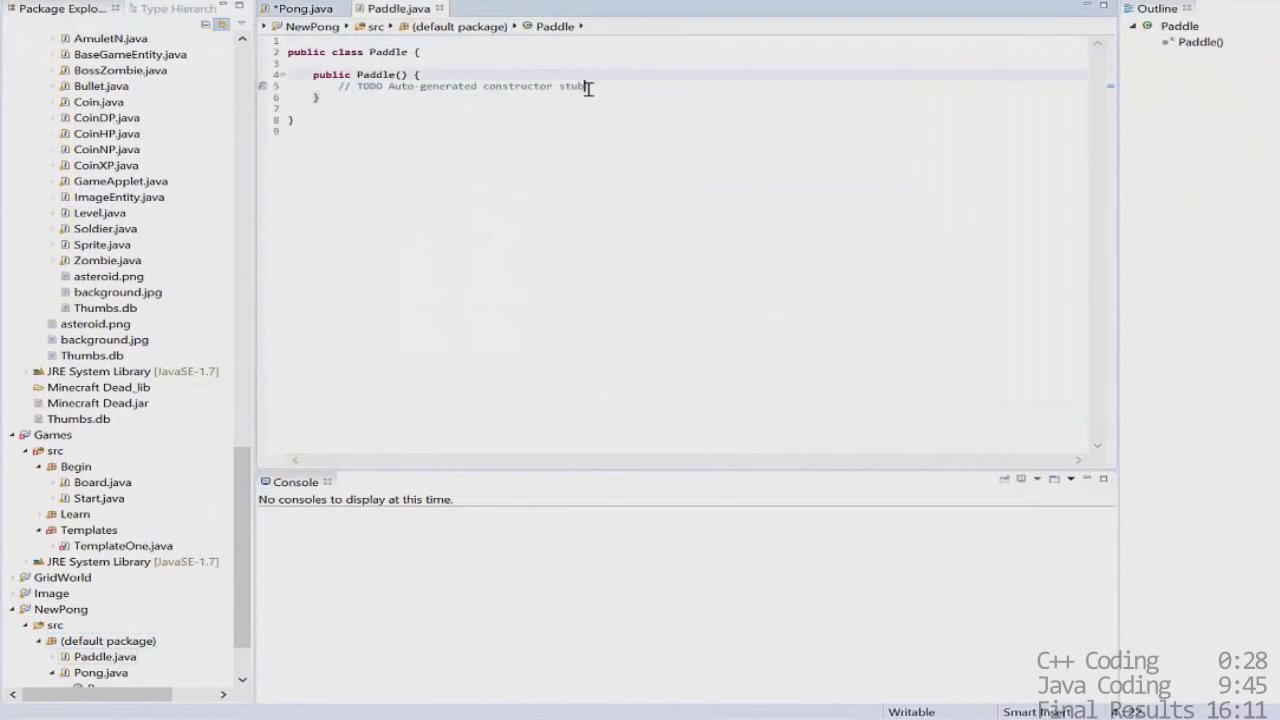 Package Explo...
Type Hierarch
AmuletN.java
BaseGameEntity.java
BossZombie.java
Bullet.java
Coin.java
CoinDP.java
CoinHP.java
CoinNP.java
CoinXP.java
GameApplet.java
ImageEntity.java
Level.java
Soldier.java
Sprite.java
Zombie.java
asteroid.png
background.jpg
Thumbs.db
asteroid.png
background.jpg
Thumbs.db
JRE System Library [JavaSE-1.7]
Minecraft Dead_lib
Minecraft Dead.jar
Thumbs.db
Games
src
Begin
Board.java
Start.java
Learn
Templates
TemplateOne.java
JRE System Library [JavaSE-1.7]
GridWorld
Image
NewPong
src
(default package)
Paddle.java
Pong.java
*Pong.java
Paddle.java
NewPong
src
(default package)
Paddle
1
2 public class Paddle {
3
4 public Paddle() {
5 // TODO Auto-generated constructor stub
6 }
7
8 }
9
Console
No consoles to display at this time.
Outline
Paddle
Paddle()
C++ Coding 0:28
Java Coding 9:45
Final Results 16:11
Writable
Smart Insert